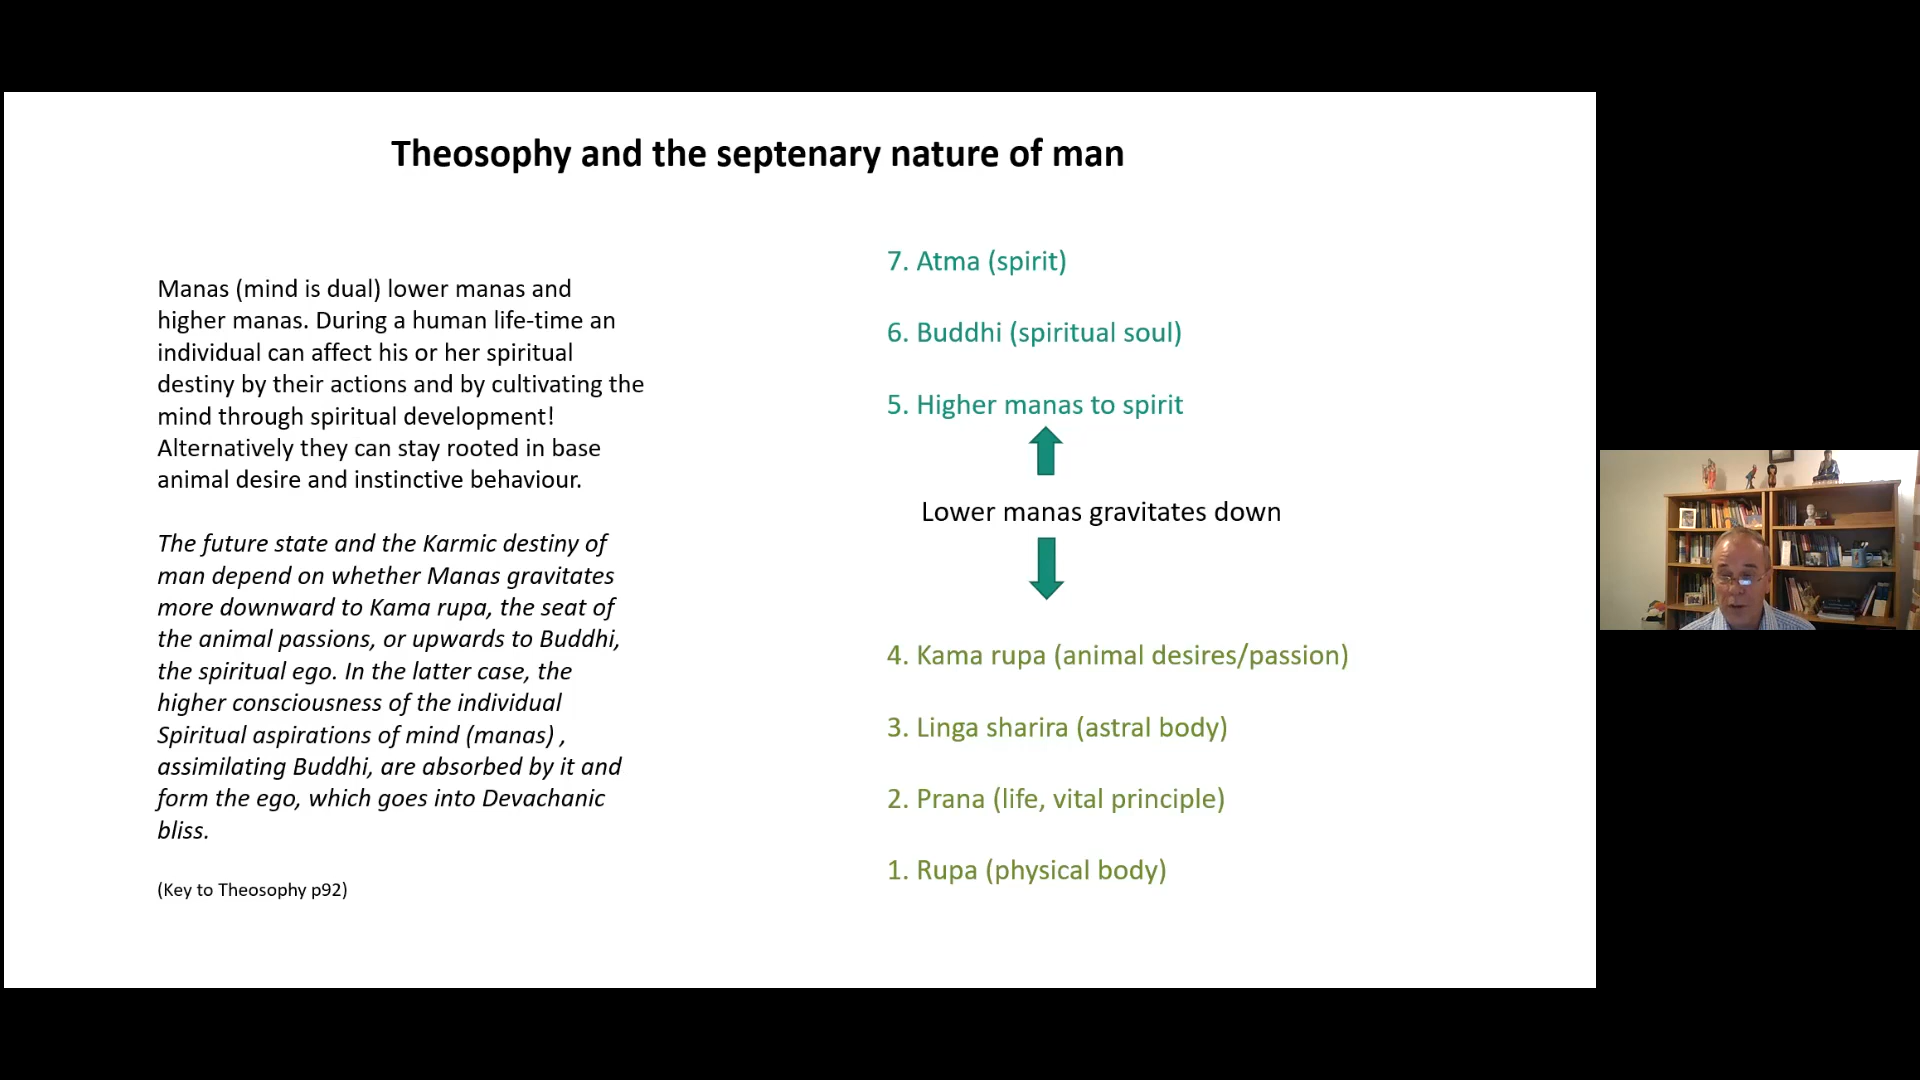 Theosophy and the septenary nature of man
Manas (mind is dual) lower manas and
higher manas. During a human life-time an
individual can affect his or her spiritual
destiny by their actions and by cultivating the
mind through spiritual development!
Alternatively they can stay rooted in base
animal desire and instinctive behaviour.
The future state and the Karmic destiny of
man depend on whether Manas gravitates
more downward to Kama rupa, the seat of
the animal passions, or upwards to Buddhi,
the spiritual ego. In the latter case, the
higher consciousness of the individual
Spiritual aspirations of mind (manas) ,
assimilating Buddhi, are absorbed by it and
form the ego, which goes into Devachanic
bliss.
(Key to Theosophy p92)
7. Atma (spirit)
6. Buddhi (spiritual soul)
5. Higher manas to spirit
Lower manas gravitates down
4. Kama rupa (animal desires/passion)
3. Linga sharira (astral body)
2. Prana (life, vital principle)
1. Rupa (physical body)